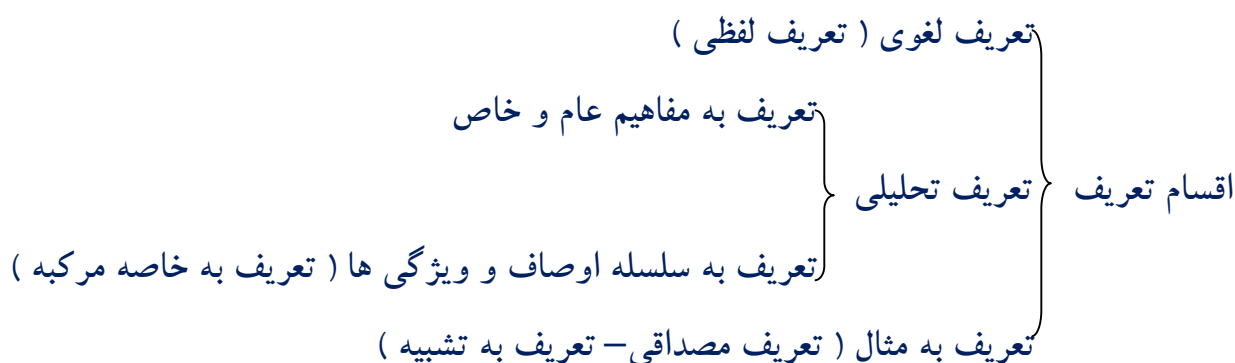 تعریف لغوی ( تعریف لفظی )
تعریف به مفاهیم عام و خاص
اقسام تعریف تعریف تحلیلی
تعریف به سلسله اوصاف و ویژگی ها ( تعریف به خاصه مرکبه )
تعریف به مثال ( تعریف مصداقی– تعریف به تشبیه )